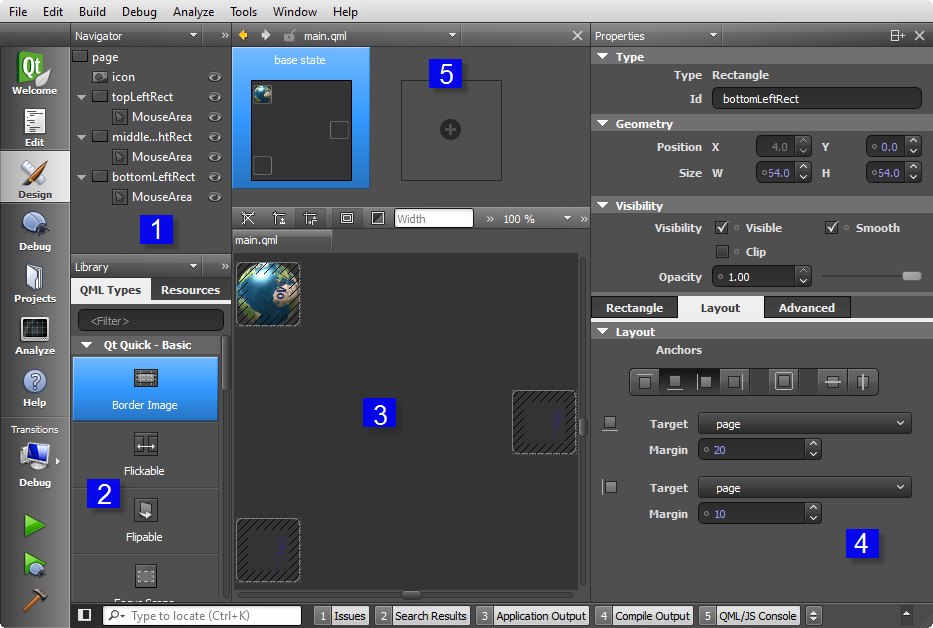 File Edit Build Debug Analyze Tools Window Help
Navigator
main.qml
Properties
Qt
Welcome
Edit
Design
Debug
Projects
Analyze
Help
Transitions
Debug
page
icon
topLeftRect
MouseArea
middle...htRect
MouseArea
bottomLeftRect
MouseArea
1
Library
QML Types Resources
<Filter>
Qt Quick - Basic
Border Image
Flickable
2
Flipable
base state
5
Width
100 %
main.qml
3
Type
Type Rectangle
Id bottomLeftRect
Geometry
Position X 4.0 Y 0.0
Size W 54.0 H 54.0
Visibility
Visibility Visible Smooth
Clip
Opacity 1.00
Rectangle Layout Advanced
Layout
Anchors
Target page
Margin 20
Target page
Margin 10
4
Type to locate (Ctrl+K)
1 Issues 2 Search Results 3 Application Output 4 Compile Output 5 QML/JS Console